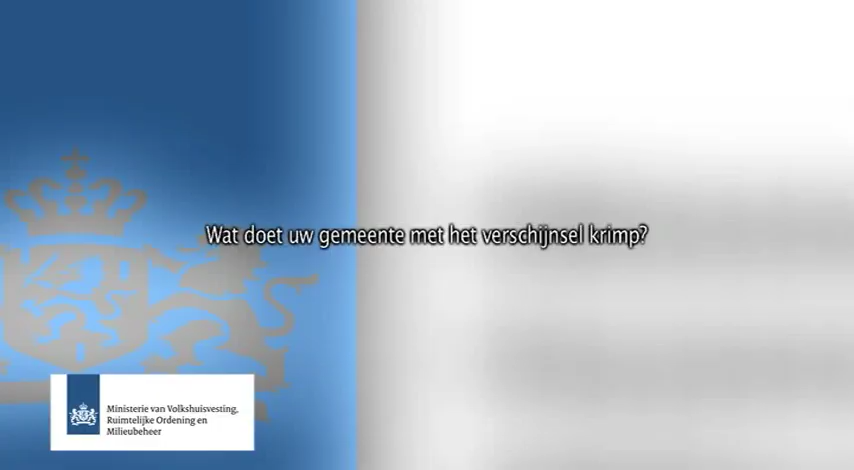 Wat doet uw gemeente met het verschijnsel krimp?
Ministerie van Volkshuisvesting,
Ruimtelijke Ordening en
Milieubeheer